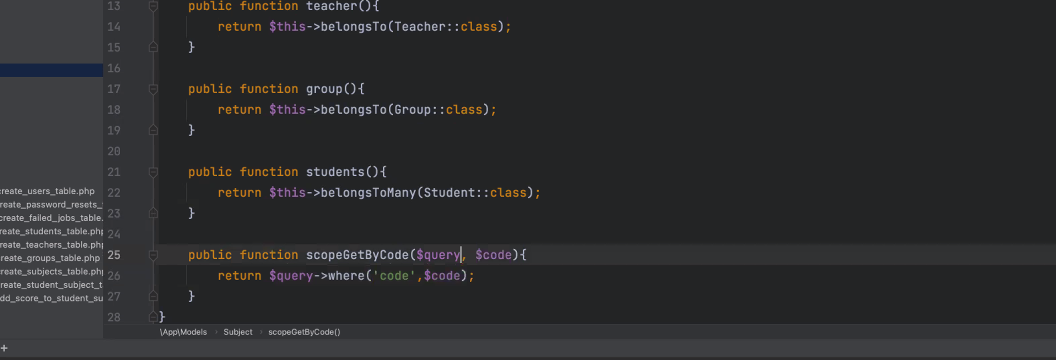 13 public function teacher(){
14 return $this->belongsTo(Teacher::class);
15 }
16
17 public function group(){
18 return $this->belongsTo(Group::class);
19 }
20
21 public function students(){
22 return $this->belongsToMany(Student::class);
23 }
24
25 public function scopeGetByCode($query, $code){
26 return $query->where('code',$code);
27 }
28 }
create_users_table.php
reate_password_resets_
create_failed_jobs_table.
reate_students_table.php
reate_teachers_table.php
reate_groups_table.php
reate_subjects_table.php
reate_student_subject_ta
dd_score_to_student_su
\App\Models › Subject › scopeGetByCode()
+